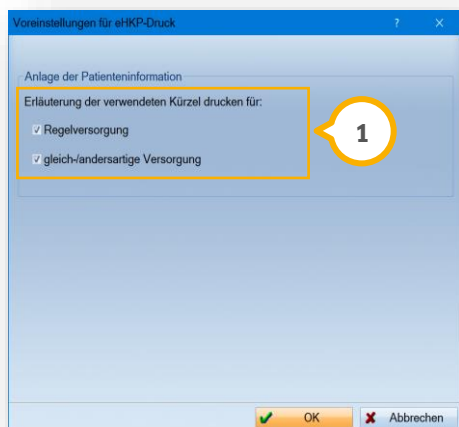 Voreinstellungen für eHKP-Druck ? ×
Anlage der Patienteninformation
Erläuterung der verwendeten Kürzel drucken für:
Regelversorgung
gleich-/andersartige Versorgung
1
OK Abbrechen